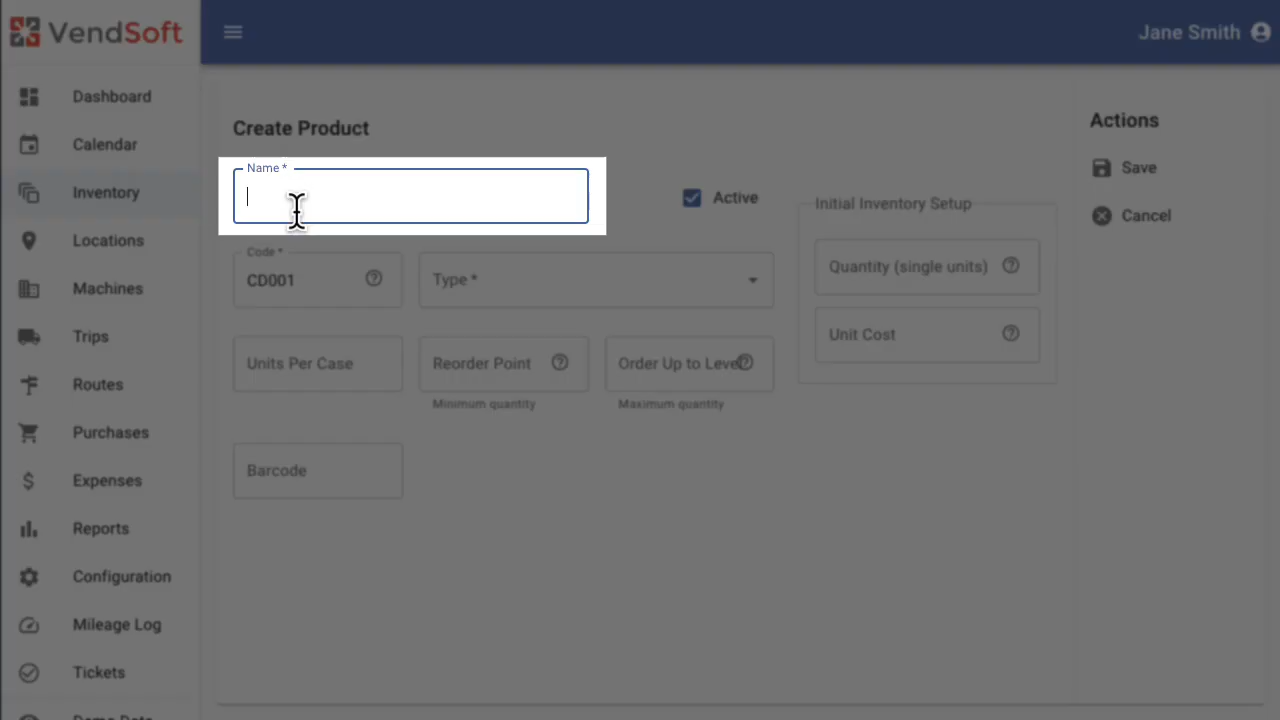 VendSoft
Jane Smith
Dashboard
Calendar
Inventory
Locations
Machines
Trips
Routes
Purchases
Expenses
Reports
Configuration
Mileage Log
Tickets
Demo Data
Create Product
Name *
Active
Code *
CD001
Type *
Units Per Case
Reorder Point
Minimum quantity
Order Up to Level
Maximum quantity
Barcode
Initial Inventory Setup
Quantity (single units)
Unit Cost
Actions
Save
Cancel